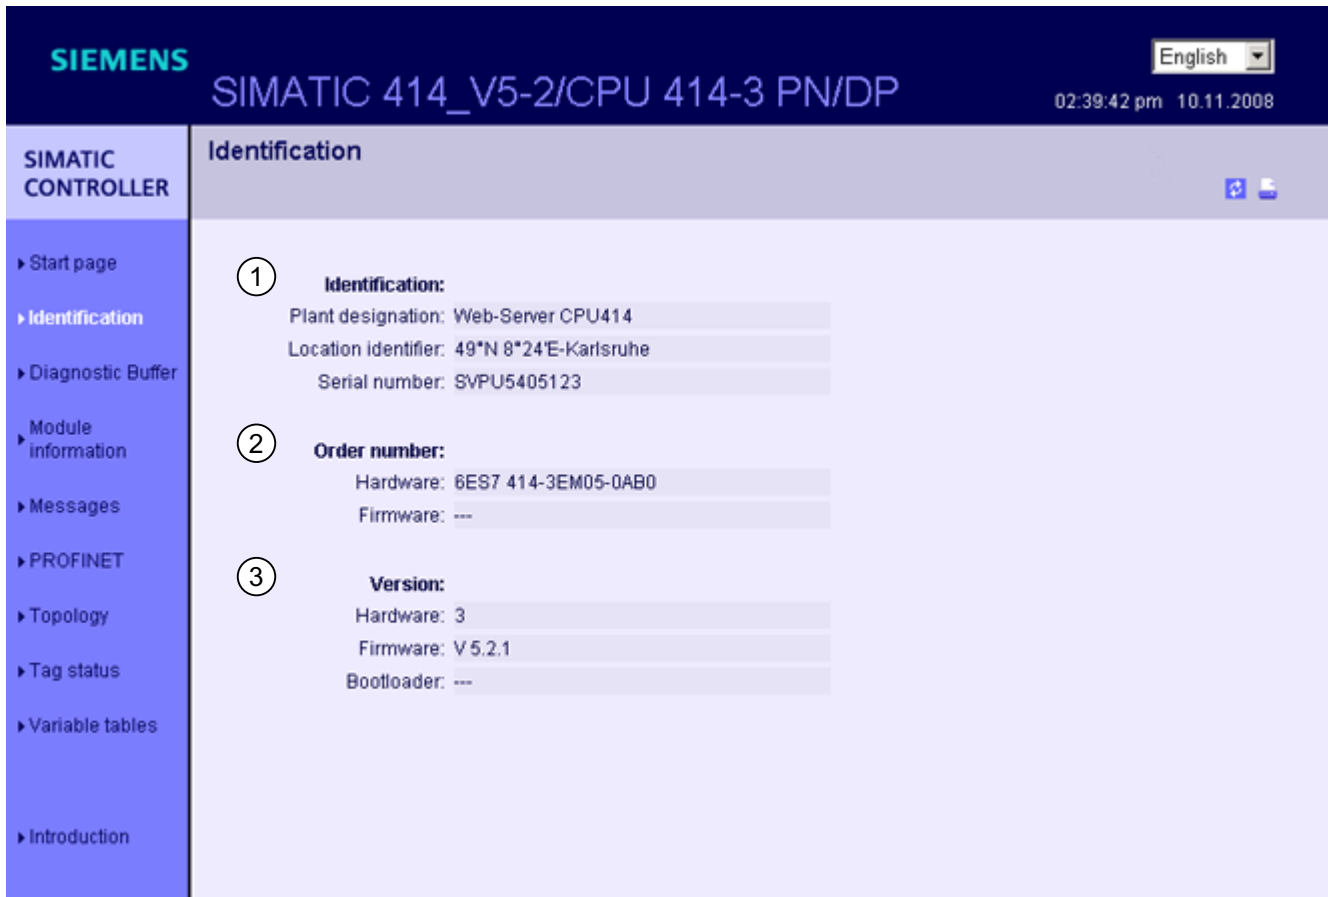 SIEMENS
English
SIMATIC 414_V5-2/CPU 414-3 PN/DP
02:39:42 pm 10.11.2008
SIMATIC
CONTROLLER
Identification
Start page
Identification
Diagnostic Buffer
Module
information
Messages
PROFINET
Topology
Tag status
Variable tables
Introduction
1
Identification:
Plant designation: Web-Server CPU414
Location identifier: 49°N 8°24'E-Karlsruhe
Serial number: SVPU5405123
2
Order number:
Hardware: 6ES7 414-3EM05-0AB0
Firmware: ---
3
Version:
Hardware: 3
Firmware: V 5.2.1
Bootloader: ---